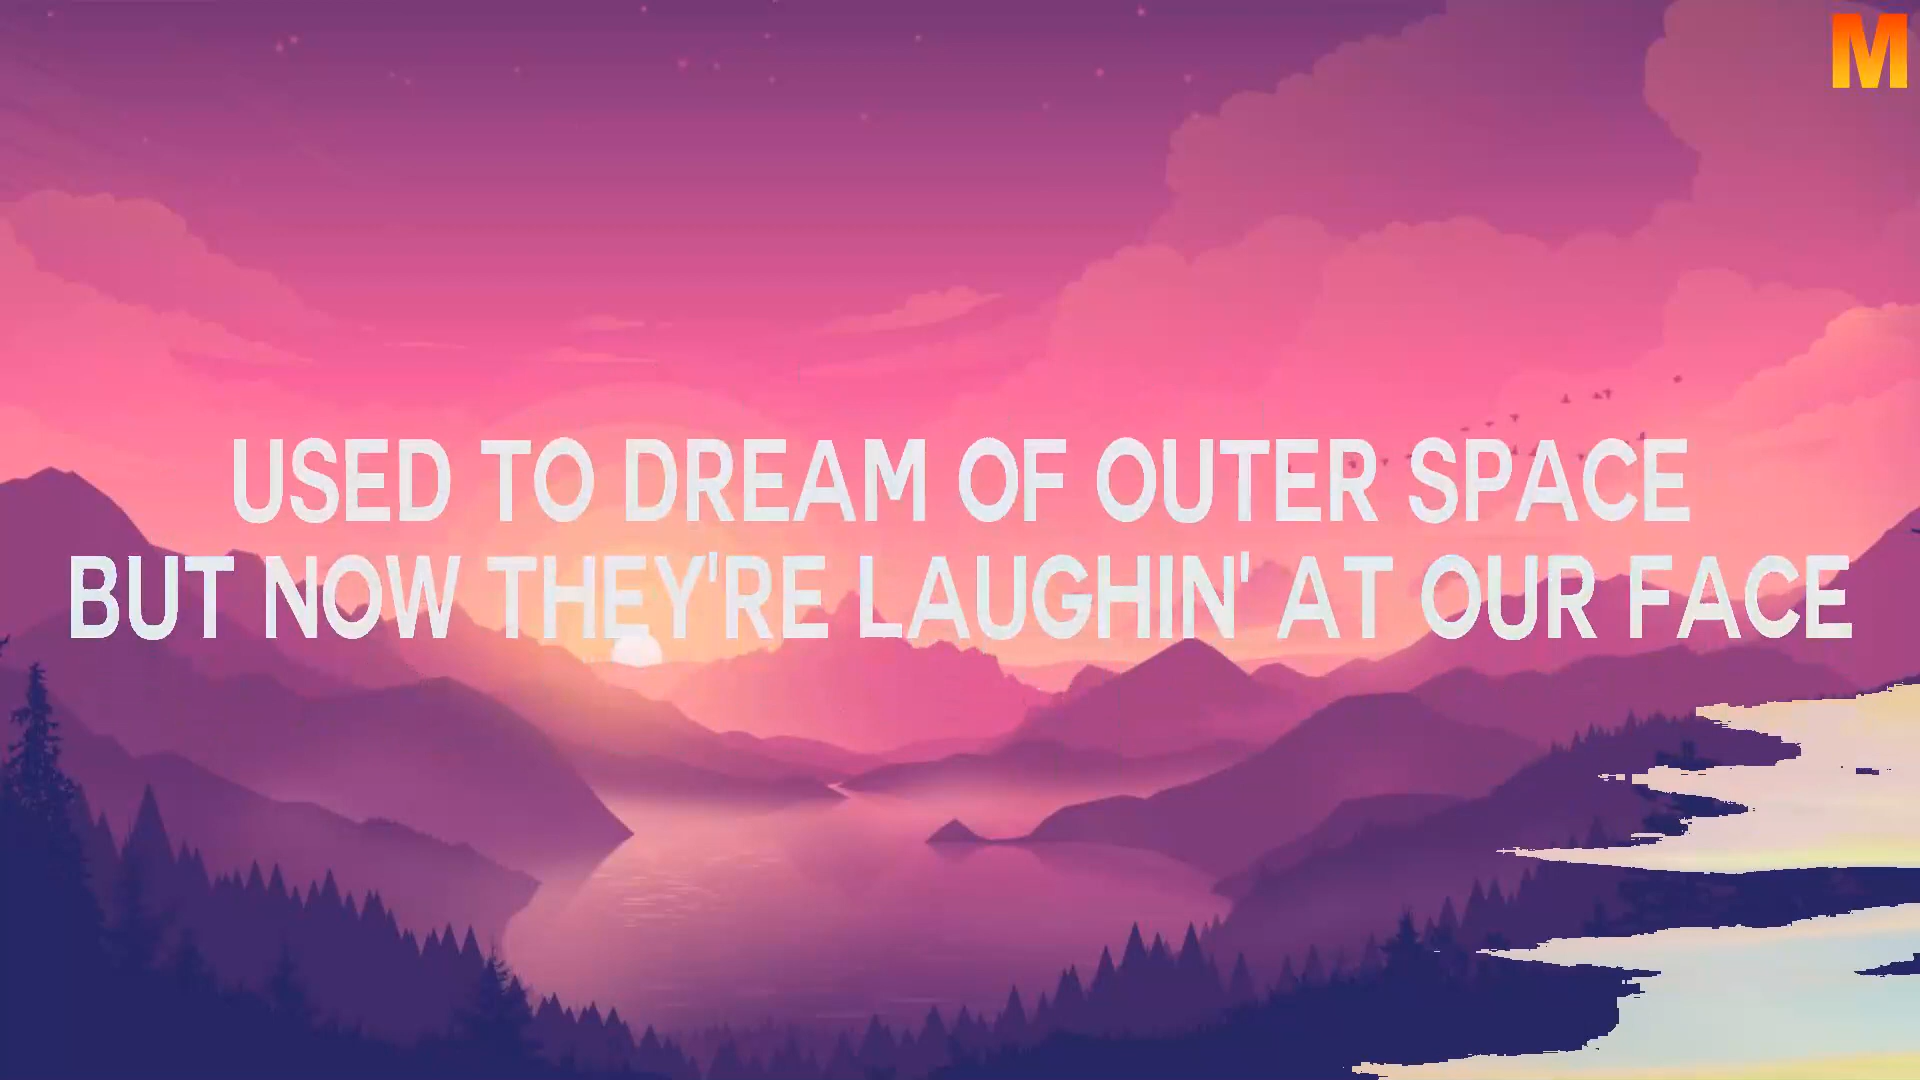 M
USED TO DREAM OF OUTER SPACE
BUT NOW THEY'RE LAUGHIN' AT OUR FACE